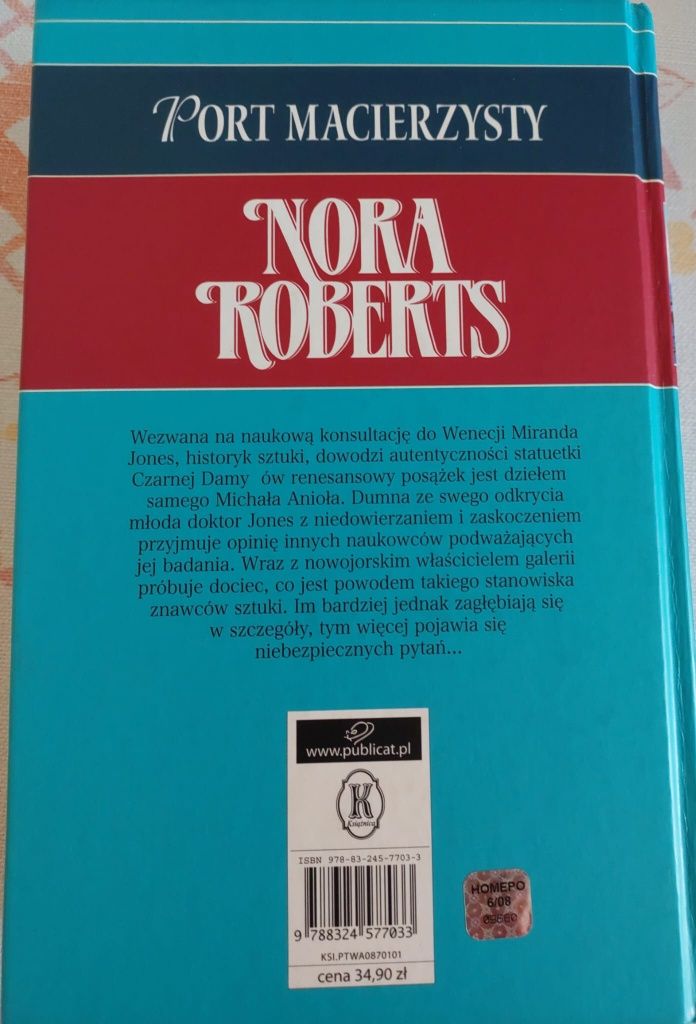 PORT MACIERZYSTY
NORA
ROBERTS
Wezwana na naukową konsultację do Wenecji Miranda
Jones, historyk sztuki, dowodzi autentyczności statuetki
Czarnej Damy  ów renesansowy posążek jest dziełem
samego Michała Anioła. Dumna ze swego odkrycia
młoda doktor Jones z niedowierzaniem i zaskoczeniem
przyjmuje opinię innych naukowców podważających
jej badania. Wraz z nowojorskim właścicielem galerii
próbuje dociec, co jest powodem takiego stanowiska
znawców sztuki. Im bardziej jednak zagłębiają się
w szczegóły, tym więcej pojawia się
niebezpiecznych pytań...
www.publicat.pl
K
Książnica
ISBN 978-83-245-7703-3
9 788324 577033
KSI.PTWA0870101
cena 34,90 zł
HOMEPO
6/08